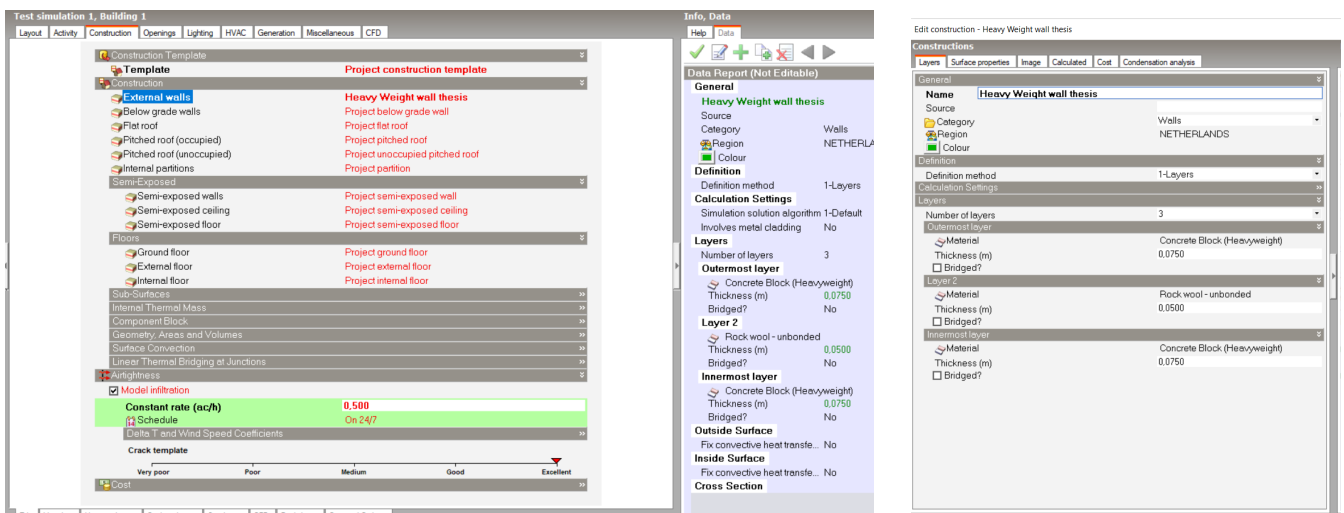 Test simulation 1, Building 1
Layout Activity Construction Openings Lighting HVAC Generation Miscellaneous CFD
Construction Template
Template Project construction template
Construction
External walls Heavy Weight wall thesis
Below grade walls Project below grade wall
Flat roof Project flat roof
Pitched roof (occupied) Project pitched roof
Pitched roof (unoccupied) Project unoccupied pitched roof
Internal partitions Project partition
Semi-Exposed
Semi-exposed walls Project semi-exposed wall
Semi-exposed ceiling Project semi-exposed ceiling
Semi-exposed floor Project semi-exposed floor
Floors
Ground floor Project ground floor
External floor Project external floor
Internal floor Project internal floor
Sub-Surfaces
Internal Thermal Mass
Component Block
Geometry, Areas and Volumes
Surface Convection
Linear Thermal Bridging at Junctions
Airtightness
Model infiltration
Constant rate (ac/h) 0,500
Schedule On 24/7
Delta T and Wind Speed Coefficients
Crack template
Very poor Poor Medium Good Excellent
Cost
Info, Data
Help Data
Data Report (Not Editable)
General
Heavy Weight wall thesis
Source
Category Walls
Region NETHERLA
Colour
Definition
Definition method 1-Layers
Calculation Settings
Simulation solution algorithm 1-Default
Involves metal cladding No
Layers
Number of layers 3
Outermost layer
Concrete Block (Heavyweight)
Thickness (m) 0,0750
Bridged? No
Layer 2
Rock wool - unbonded
Thickness (m) 0,0500
Bridged? No
Innermost layer
Concrete Block (Heavyweight)
Thickness (m) 0,0750
Bridged? No
Outside Surface
Fix convective heat transfe... No
Inside Surface
Fix convective heat transfe... No
Cross Section
Edit construction - Heavy Weight wall thesis
Constructions
Layers Surface properties Image Calculated Cost Condensation analysis
General
Name Heavy Weight wall thesis
Source
Category Walls
Region NETHERLANDS
Colour
Definition
Definition method 1-Layers
Calculation Settings
Layers
Number of layers 3
Outermost layer
Material Concrete Block (Heavyweight)
Thickness (m) 0,0750
Bridged?
Layer 2
Material Rock wool - unbonded
Thickness (m) 0,0500
Bridged?
Innermost layer
Material Concrete Block (Heavyweight)
Thickness (m) 0,0750
Bridged?